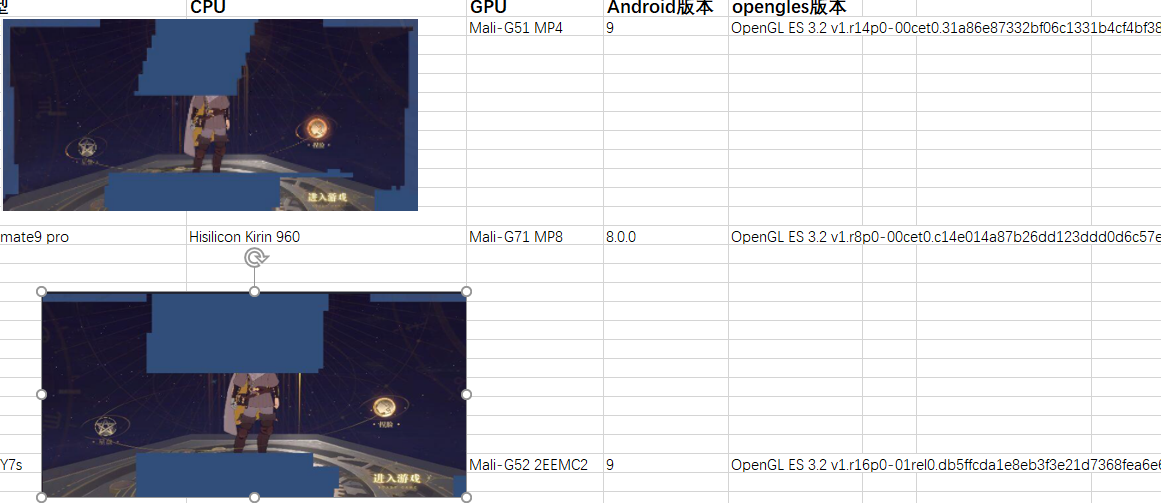 型 CPU GPU Android版本 opengles版本
Mali-G51 MP4 9 OpenGL ES 3.2 v1.r14p0-00cet0.31a86e87332bf06c1331b4cf4bf38
进入游戏
mate9 pro Hisilicon Kirin 960 Mali-G71 MP8 8.0.0 OpenGL ES 3.2 v1.r8p0-00cet0.c14e014a87b26dd123ddd0d6c57e
Y7s Mali-G52 2EEMC2 9 OpenGL ES 3.2 v1.r16p0-01rel0.db5ffcda1e8eb3f3e21d7368fea6e6
进入游戏